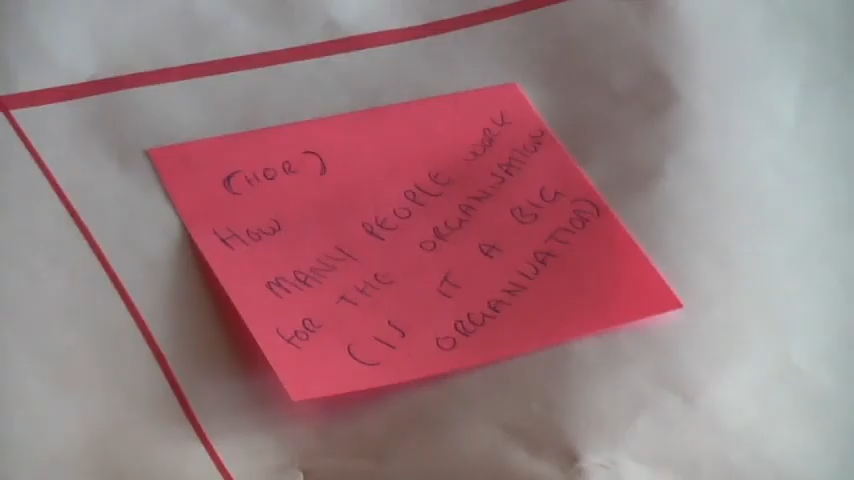 (HOR)
HOW
MANY PEOPLE WORK
FOR THE ORGANISATION
(IS IT A BIG
ORGANISATION)